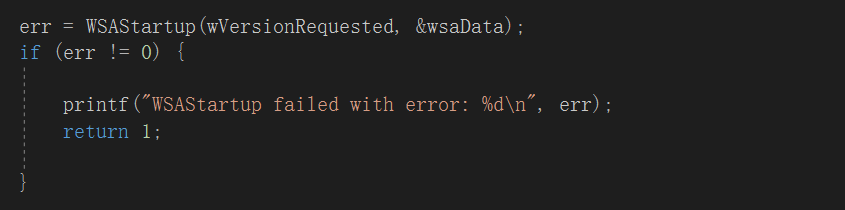 err = WSAStartup(wVersionRequested, &wsaData);
if (err != 0) {
printf("WSAStartup failed with error: %d\n", err);
return 1;
}